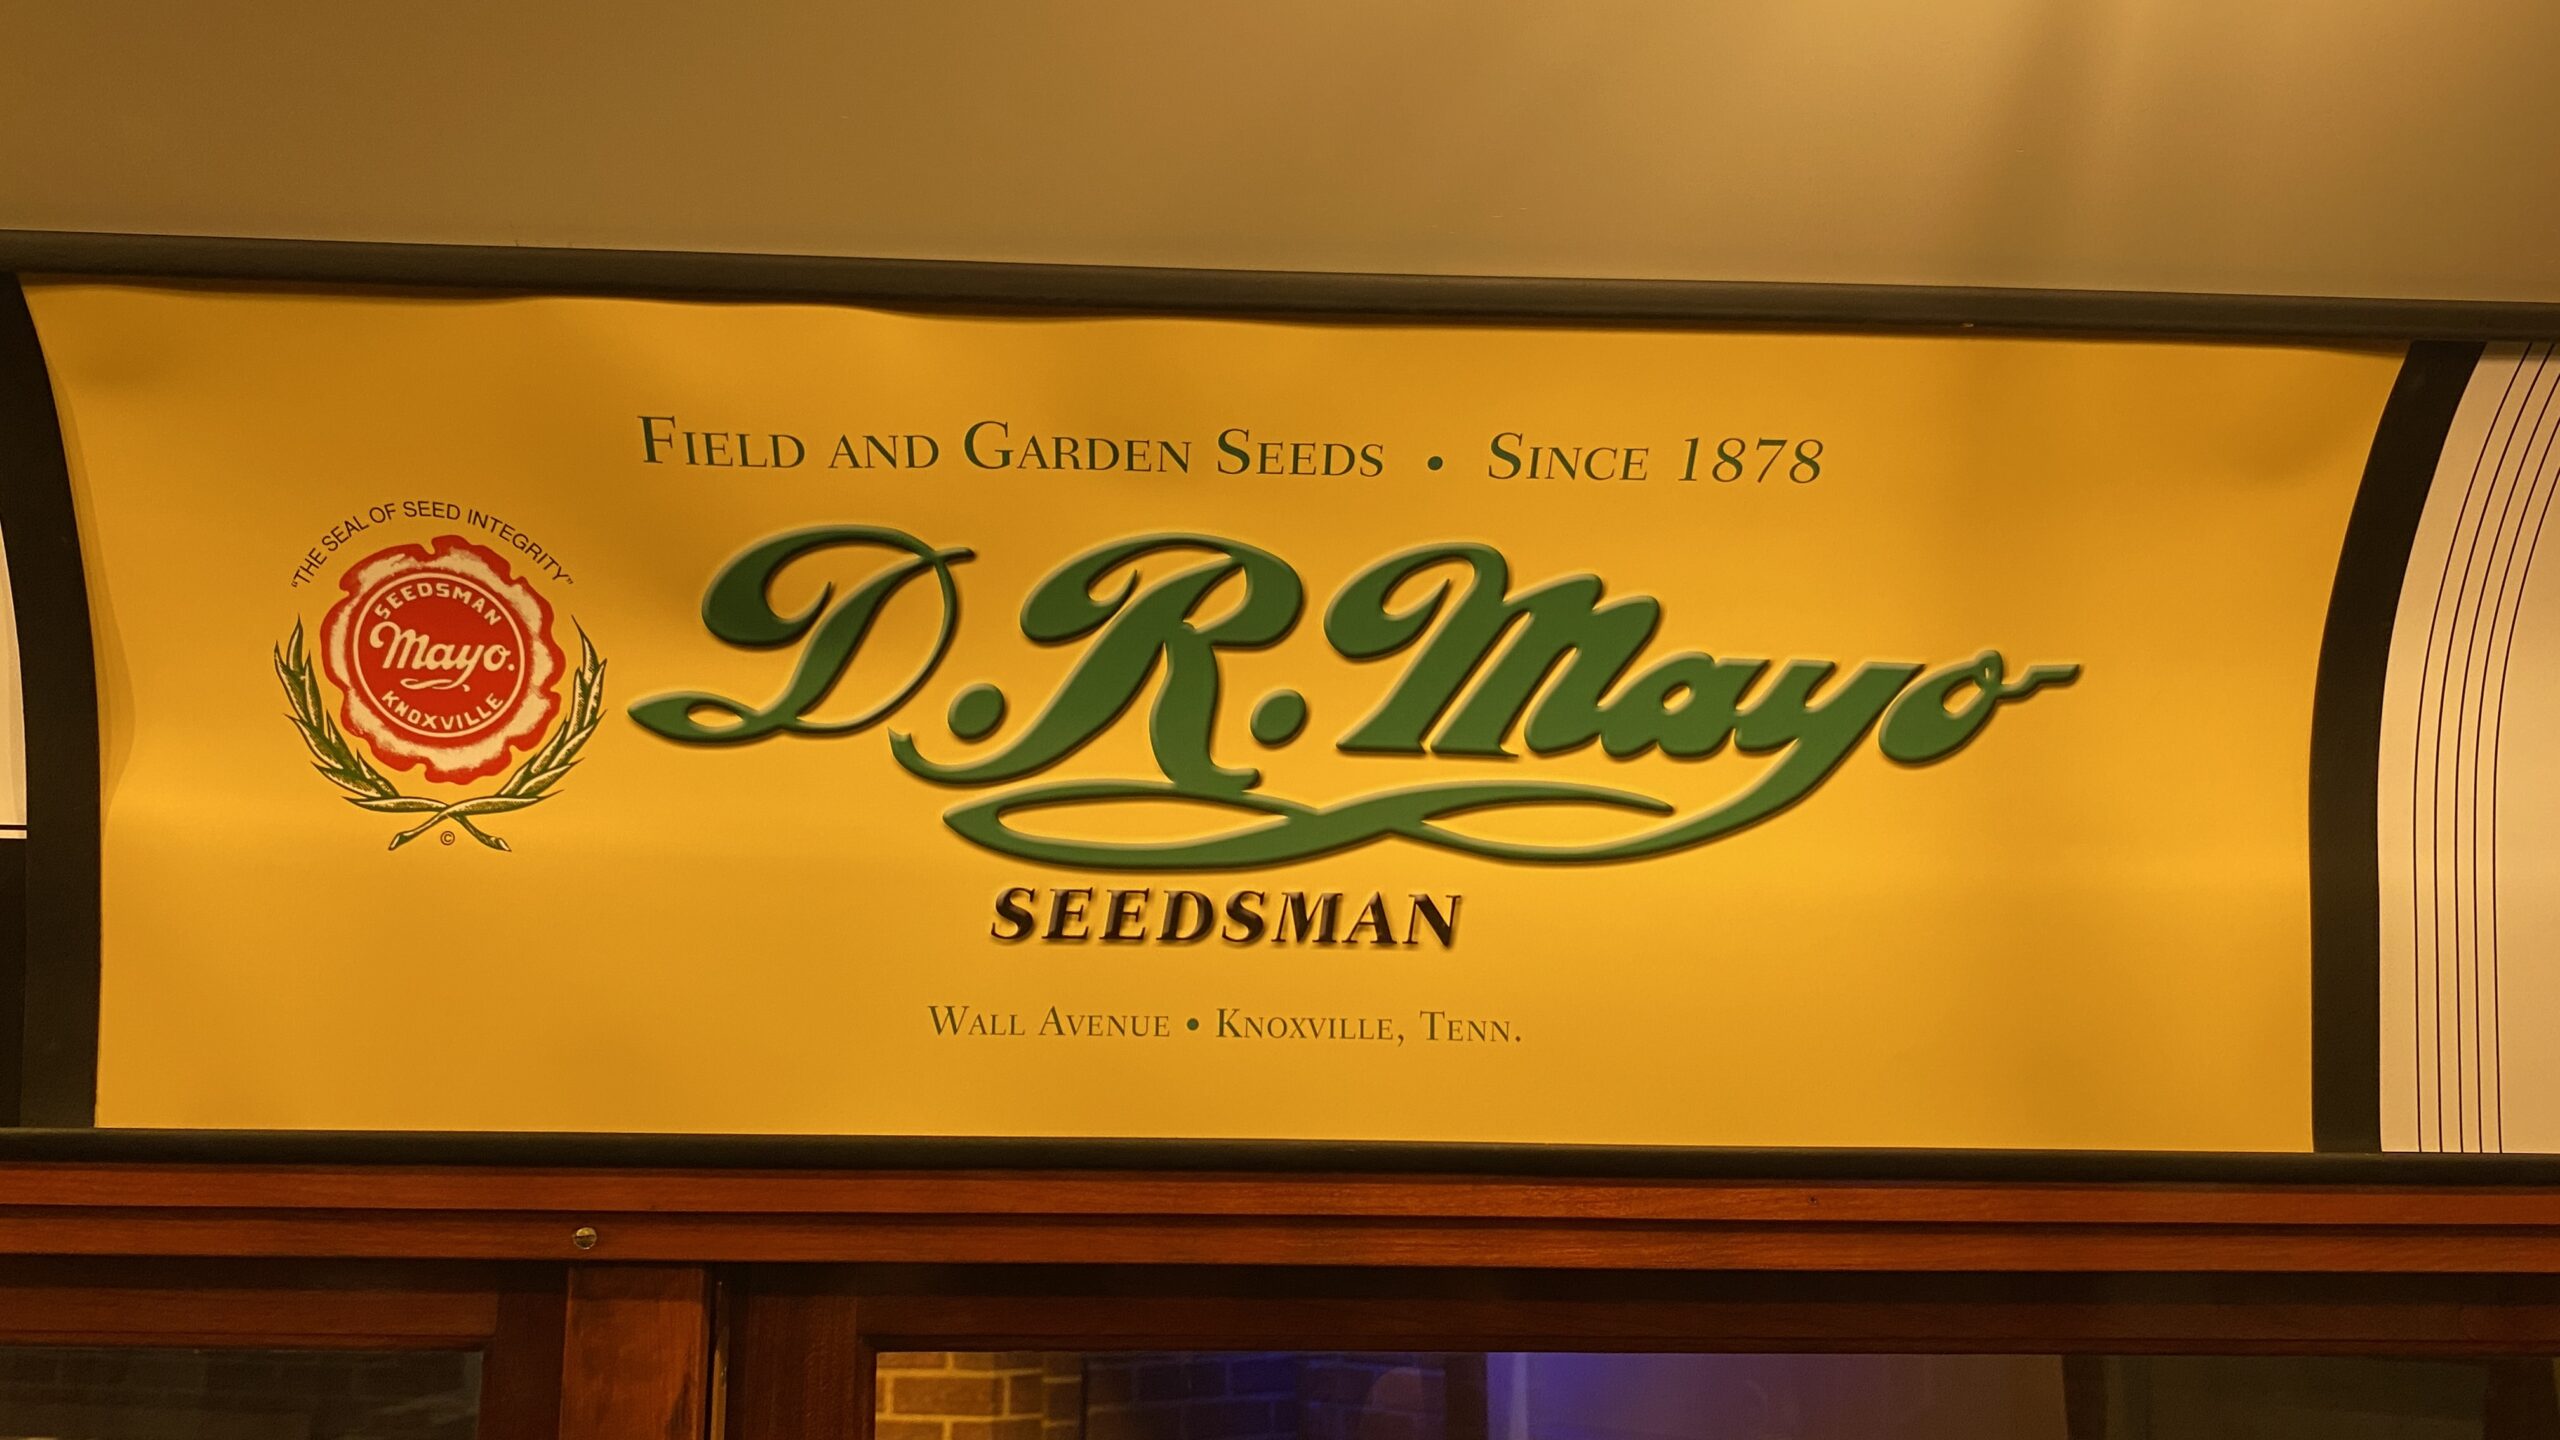 FIELD AND GARDEN SEEDS • SINCE 1878
"THE SEAL OF SEED INTEGRITY"
SEEDSMAN
Mayo.
KNOXVILLE
©
D.R. Mayo
SEEDSMAN
WALL AVENUE • KNOXVILLE, TENN.